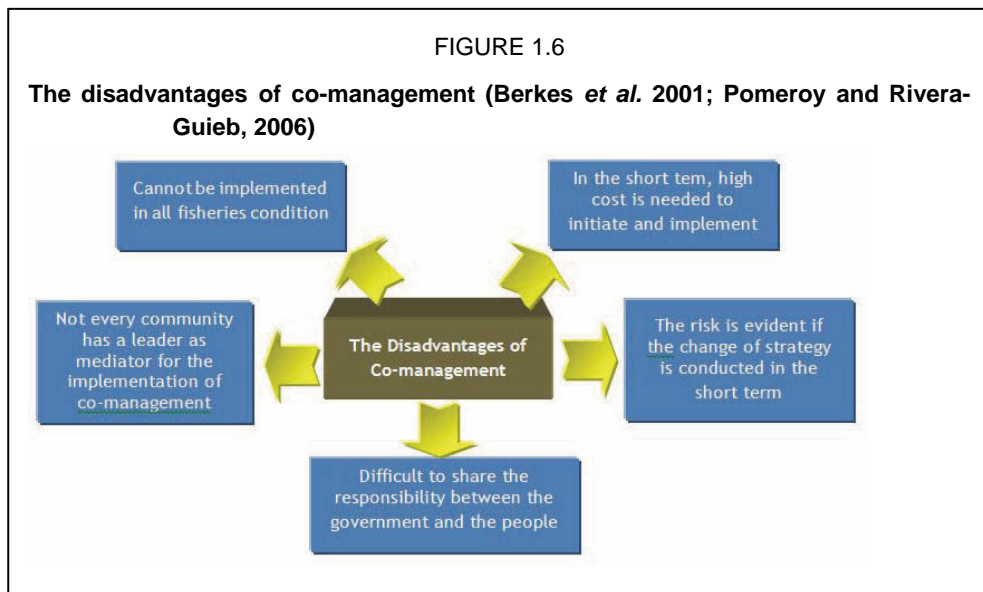 FIGURE 1.6
The disadvantages of co-management (Berkes et al. 2001; Pomeroy and Rivera-
Guieb, 2006)
Cannot be implemented
in all fisheries condition
In the short tem, high
cost is needed to
initiate and implement
Not every community
has a leader as
mediator for the
implementation of
co-management
The Disadvantages of
Co-management
The risk is evident if
the change of strategy
is conducted in the
short term
Difficult to share the
responsibility between the
government and the people